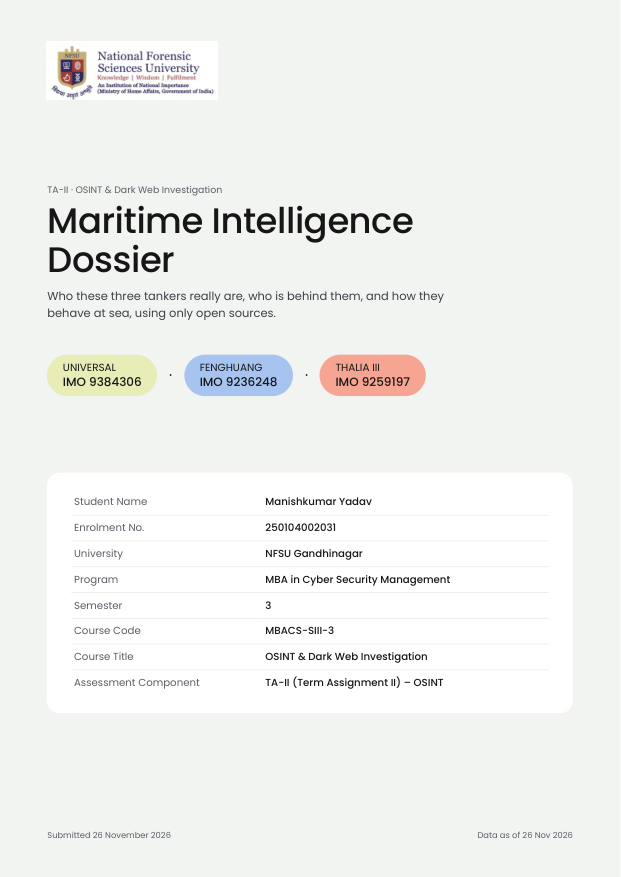 NFSU
National Forensic
Sciences University
Knowledge | Wisdom | Fulfilment
An Institution of National Importance
(Ministry of Home Affairs, Government of India)
विद्या अमृतं अश्नुते
TA-II · OSINT & Dark Web Investigation
Maritime Intelligence
Dossier
Who these three tankers really are, who is behind them, and how they
behave at sea, using only open sources.
UNIVERSAL
IMO 9384306
·
FENGHUANG
IMO 9236248
·
THALIA III
IMO 9259197
Student Name Manishkumar Yadav
Enrolment No. 250104002031
University NFSU Gandhinagar
Program MBA in Cyber Security Management
Semester 3
Course Code MBACS-SIII-3
Course Title OSINT & Dark Web Investigation
Assessment Component TA-II (Term Assignment II) – OSINT
Submitted 26 November 2026
Data as of 26 Nov 2026